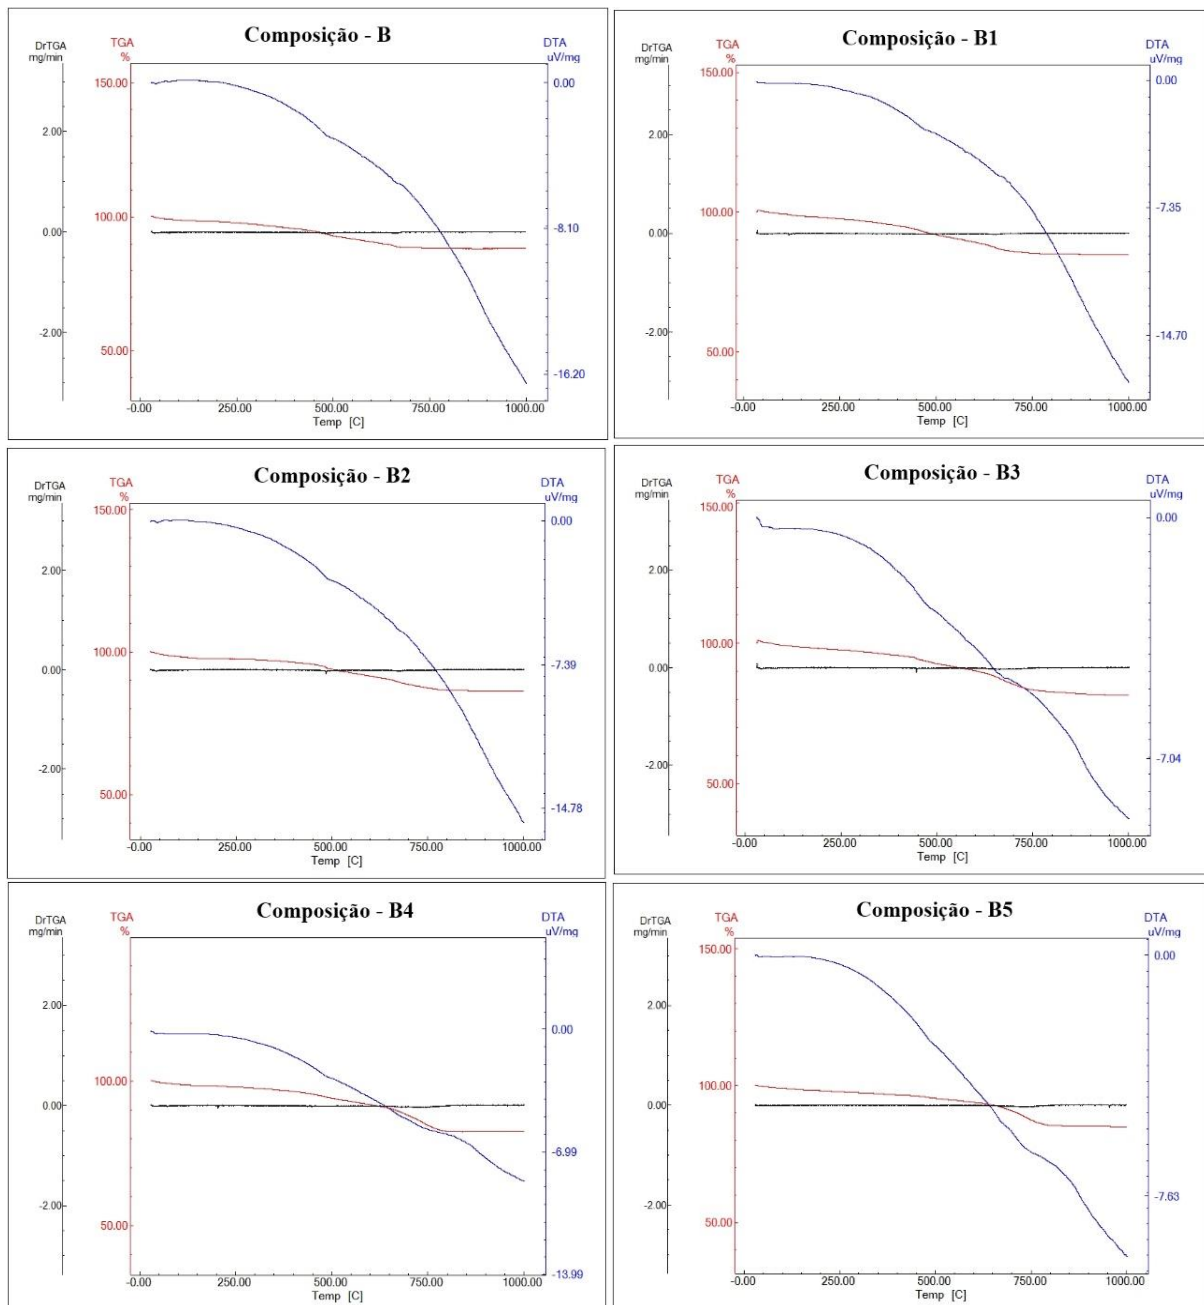 Composição - B
DrTGA
mg/min
TGA
%
DTA
uV/mg
2.00
0.00
-2.00
150.00
100.00
50.00
0.00
-8.10
-16.20
-0.00 250.00 500.00 750.00 1000.00
Temp [C]
Composição - B1
DrTGA
mg/min
TGA
%
DTA
uV/mg
2.00
0.00
-2.00
150.00
100.00
50.00
0.00
-7.35
-14.70
-0.00 250.00 500.00 750.00 1000.00
Temp [C]
Composição - B2
DrTGA
mg/min
TGA
%
DTA
uV/mg
2.00
0.00
-2.00
150.00
100.00
50.00
0.00
-7.39
-14.78
-0.00 250.00 500.00 750.00 1000.00
Temp [C]
Composição - B3
DrTGA
mg/min
TGA
%
DTA
uV/mg
2.00
0.00
-2.00
150.00
100.00
50.00
0.00
-7.04
-0.00 250.00 500.00 750.00 1000.00
Temp [C]
Composição - B4
DrTGA
mg/min
TGA
%
DTA
uV/mg
2.00
0.00
-2.00
100.00
50.00
0.00
-6.99
-13.99
-0.00 250.00 500.00 750.00 1000.00
Temp [C]
Composição - B5
DrTGA
mg/min
TGA
%
DTA
uV/mg
2.00
0.00
-2.00
150.00
100.00
50.00
0.00
-7.63
-0.00 250.00 500.00 750.00 1000.00
Temp [C]